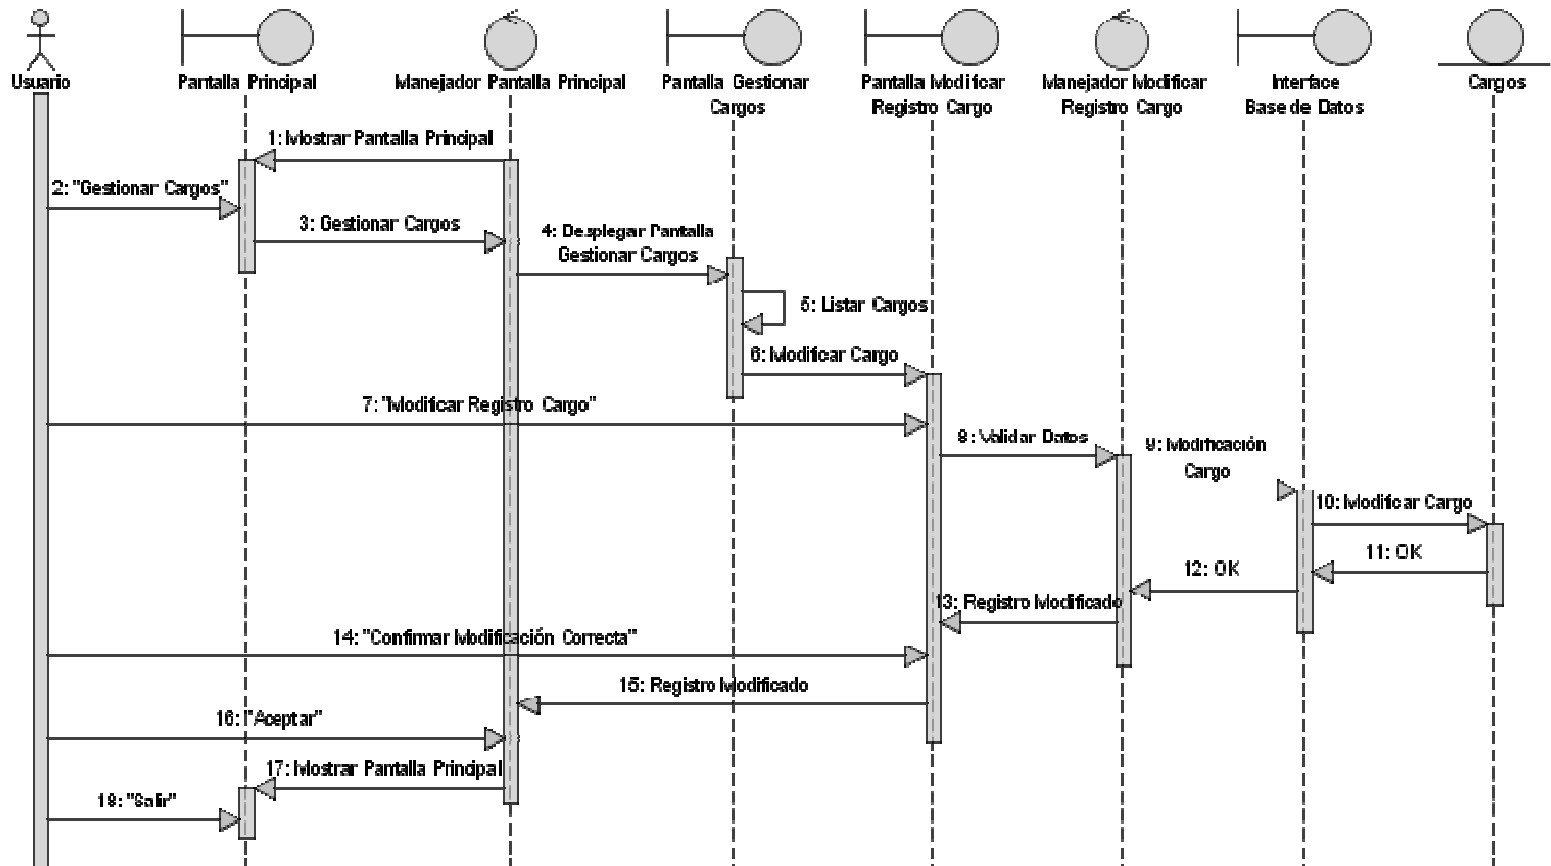 Usuario
Pantalla Principal
Manejador Pantalla Principal
Pantalla Gestionar
Cargos
Pantalla Modificar
Registro Cargo
Manejador Modificar
Registro Cargo
Interface
Base de Datos
Cargos
1: Mostrar Pantalla Principal
2: "Gestionar Cargos"
3: Gestionar Cargos
4: Desplegar Pantalla
Gestionar Cargos
5: Listar Cargos
6: Modificar Cargo
7: "Modificar Registro Cargo"
8: Validar Datos
9: Modificación
Cargo
10: Modificar Cargo
11: OK
12: OK
13: Registro Modificado
14: "Confirmar Modificación Correcta"
15: Registro Modificado
16: "Aceptar"
17: Mostrar Pantalla Principal
18: "Salir"